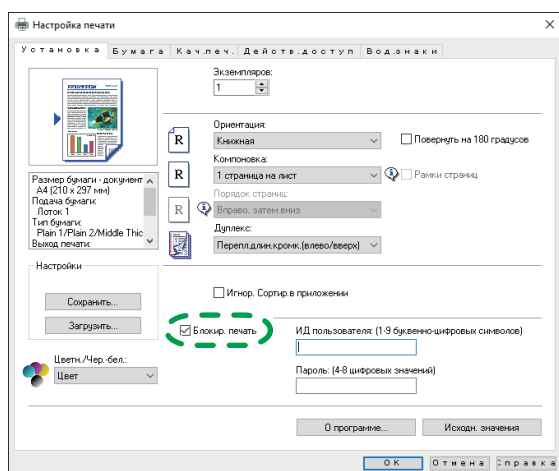 Настройка печати
Установка Бумага Кач.печ. Действ.доступ Вод.знаки
Экземпляров:
1
Ориентация:
R Книжная Повернуть на 180 градусов
Компоновка:
R 1 страница на лист Рамки страниц
Порядок страниц:
R Вправо, затем вниз
Дуплекс:
Перепл.длин.кромк.(влево/вверх)
Размер бумаги - документ
A4 (210 x 297 мм)
Подача бумаги:
Лоток 1
Тип бумаги:
Plain 1/Plain 2/Middle Thic
Выход печати:
Настройки
Сохранить...
Загрузить...
Игнор. Сортир.в приложении
Блокир. печать
ИД пользователя: (1-9 буквенно-цифровых символов)
Пароль: (4-8 цифровых значений)
Цветн./Чер.-бел.:
Цвет
О программе... Исходн. значения
OK Отмена Справка